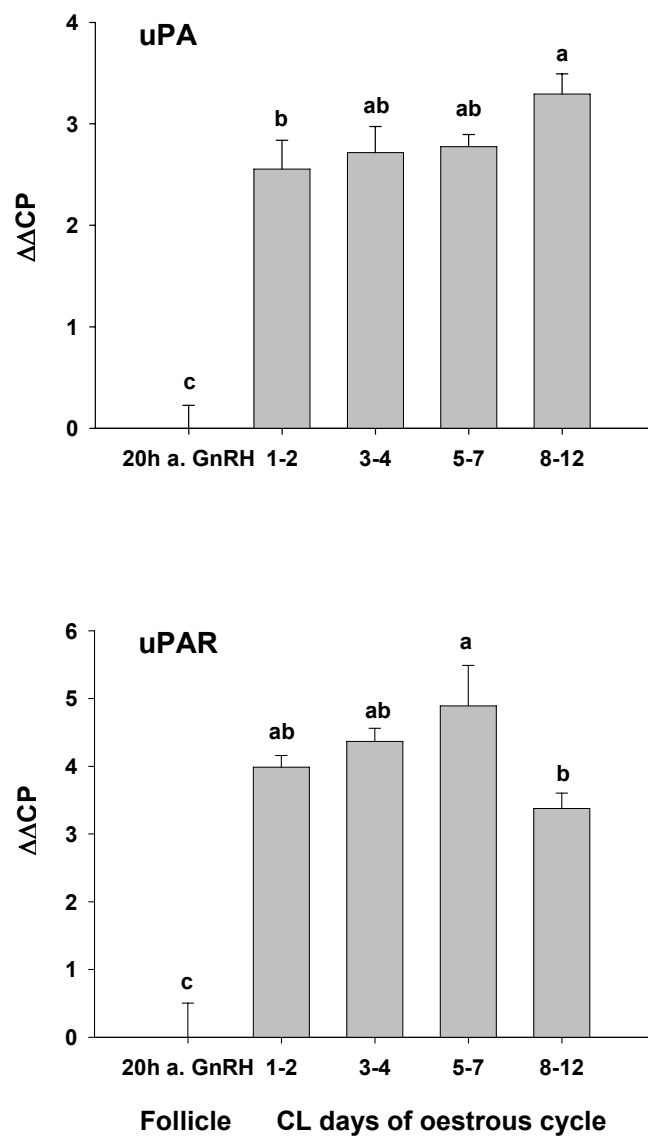 uPA
4
3
2
1
0
ΔΔCP
c
b
ab
ab
a
20h a. GnRH 1-2 3-4 5-7 8-12
uPAR
6
5
4
3
2
1
0
ΔΔCP
c
ab
ab
a
b
20h a. GnRH 1-2 3-4 5-7 8-12
Follicle CL days of oestrous cycle